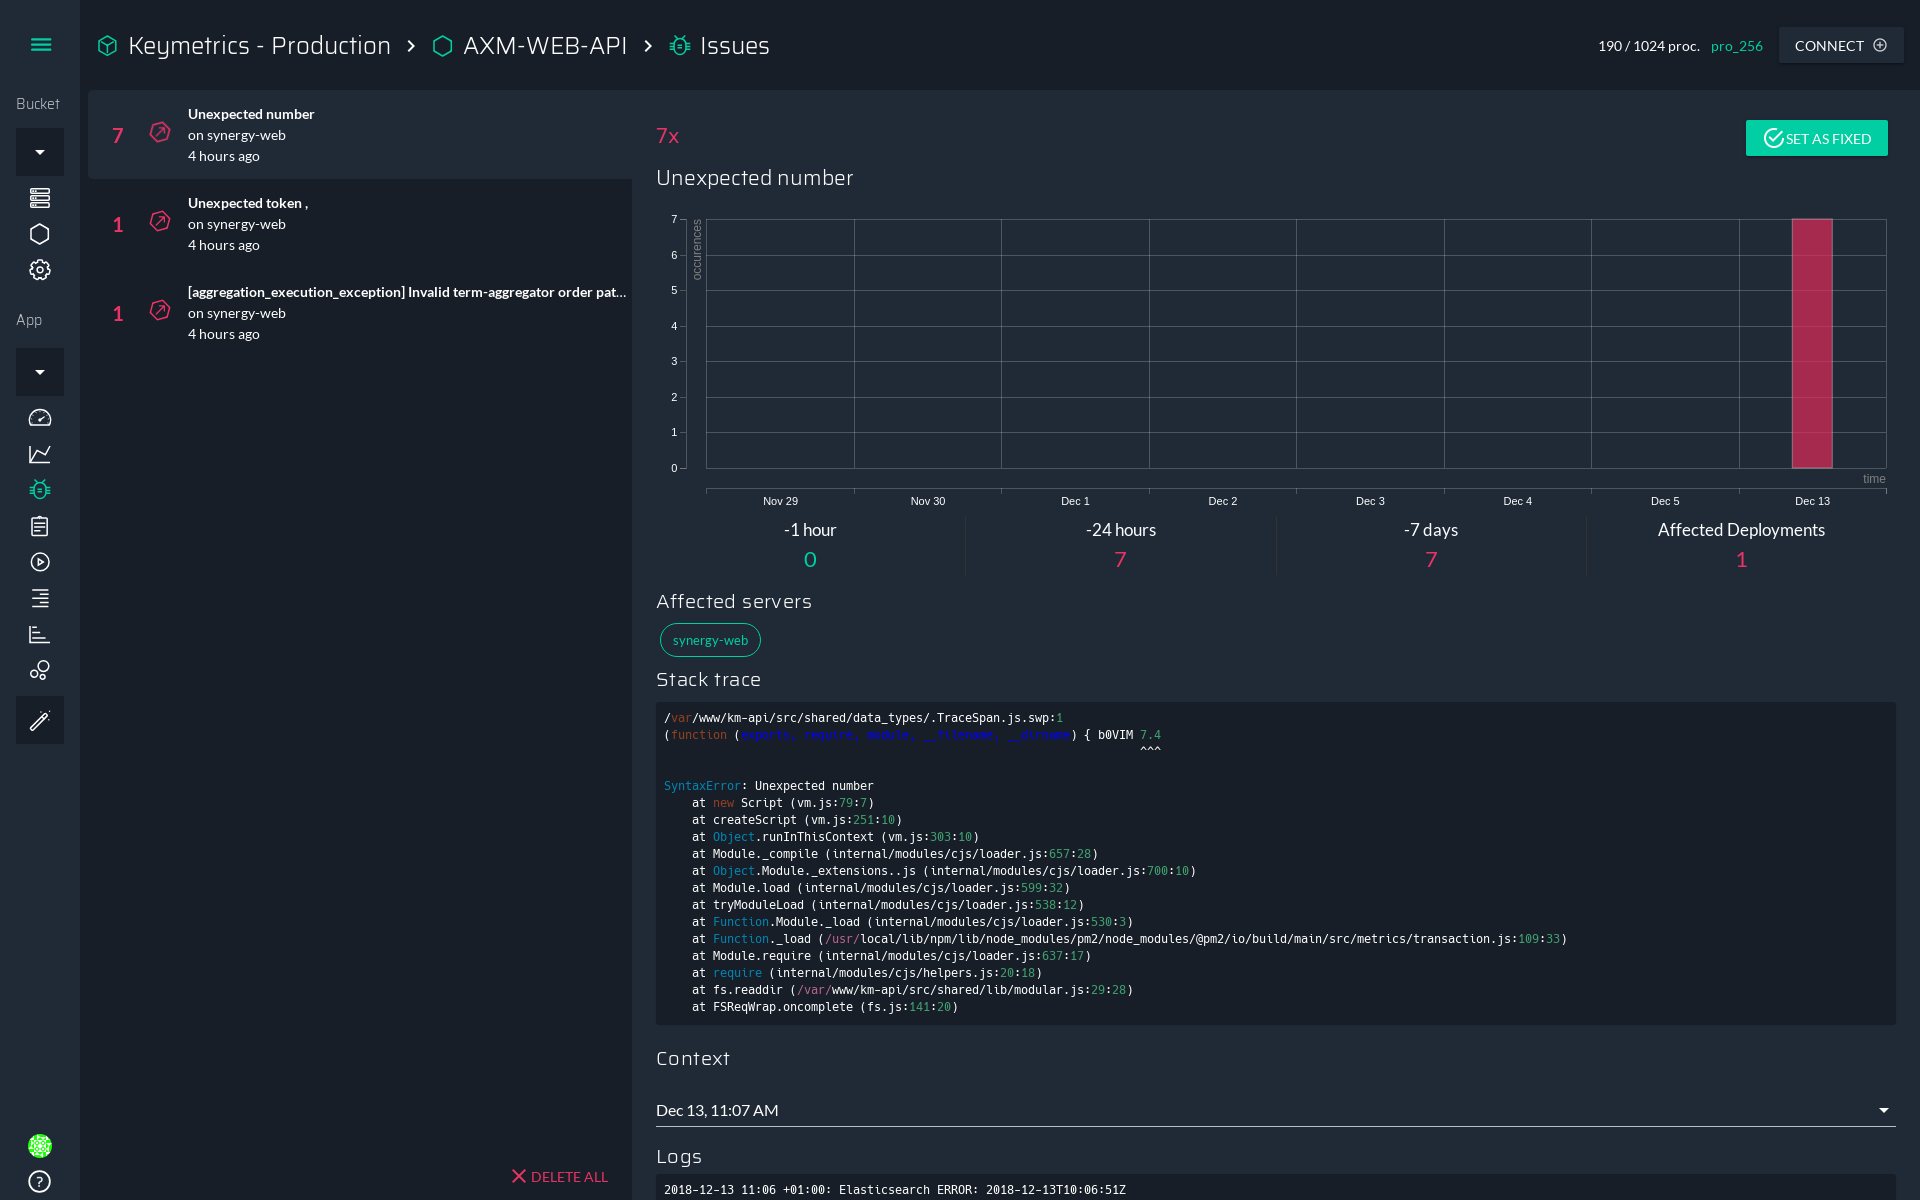 Keymetrics - Production
AXM-WEB-API
Issues
190 / 1024 proc.
pro_256
CONNECT
Bucket
App
7
Unexpected number
on synergy-web
4 hours ago
1
Unexpected token ,
on synergy-web
4 hours ago
1
[aggregation_execution_exception] Invalid term-aggregator order pat...
on synergy-web
4 hours ago
DELETE ALL
7x
SET AS FIXED
Unexpected number
occurences
7
6
5
4
3
2
1
0
time
Nov 29
Nov 30
Dec 1
Dec 2
Dec 3
Dec 4
Dec 5
Dec 13
-1 hour
0
-24 hours
7
-7 days
7
Affected Deployments
1
Affected servers
synergy-web
Stack trace
/var/www/km-api/src/shared/data_types/.TraceSpan.js.swp:1
(function (exports, require, module, __filename, __dirname) { b0VIM 7.4
^^^
SyntaxError: Unexpected number
at new Script (vm.js:79:7)
at createScript (vm.js:251:10)
at Object.runInThisContext (vm.js:303:10)
at Module._compile (internal/modules/cjs/loader.js:657:28)
at Object.Module._extensions..js (internal/modules/cjs/loader.js:700:10)
at Module.load (internal/modules/cjs/loader.js:599:32)
at tryModuleLoad (internal/modules/cjs/loader.js:538:12)
at Function.Module._load (internal/modules/cjs/loader.js:530:3)
at Function._load (/usr/local/lib/npm/lib/node_modules/pm2/node_modules/@pm2/io/build/main/src/metrics/transaction.js:109:33)
at Module.require (internal/modules/cjs/loader.js:637:17)
at require (internal/modules/cjs/helpers.js:20:18)
at fs.readdir (/var/www/km-api/src/shared/lib/modular.js:29:28)
at FSReqWrap.oncomplete (fs.js:141:20)
Context
Dec 13, 11:07 AM
Logs
2018-12-13 11:06 +01:00: Elasticsearch ERROR: 2018-12-13T10:06:51Z